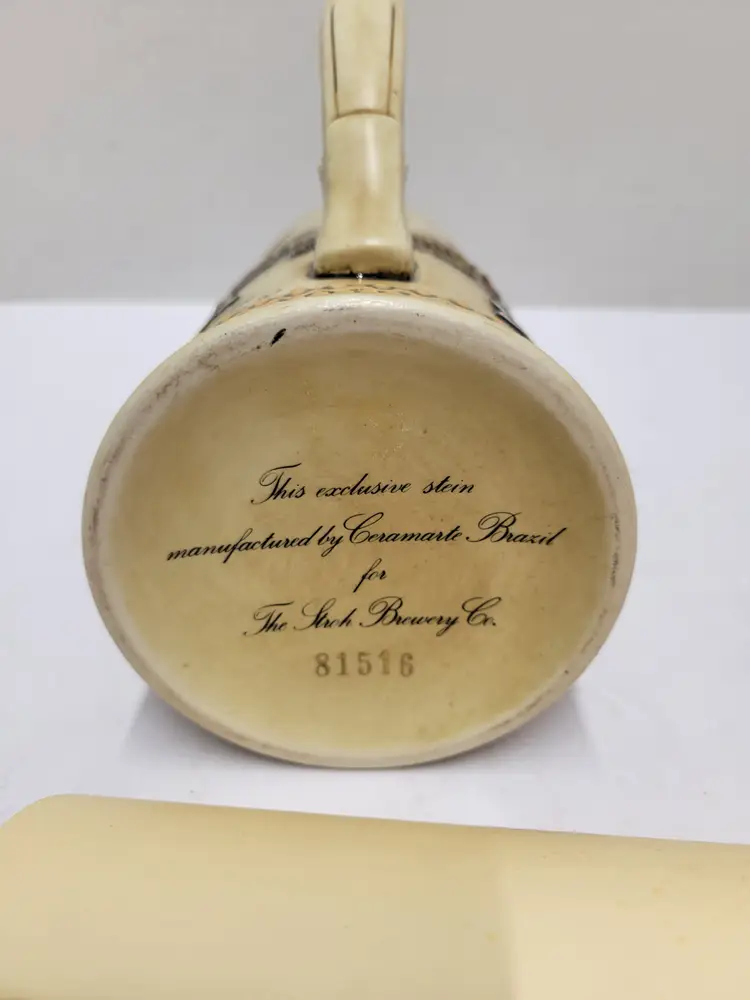 This exclusive stein
manufactured by Ceramarte Brazil
for
The Stroh Brewery Co.
81516